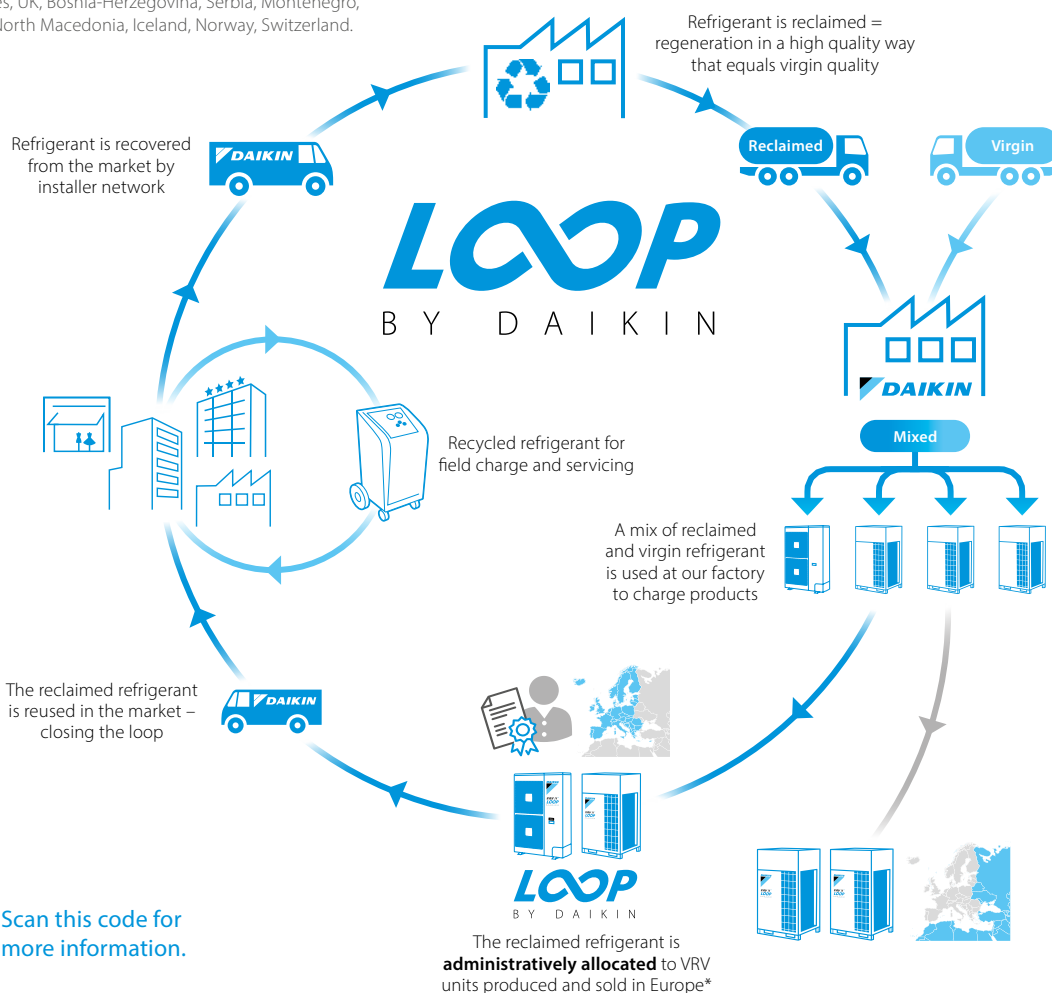 UK, Bosnia-Herzegovina, Serbia, Montenegro,
North Macedonia, Iceland, Norway, Switzerland.
Refrigerant is reclaimed =
regeneration in a high quality way
that equals virgin quality
Refrigerant is recovered
from the market by
installer network
DAIKIN
Reclaimed
Virgin
LOOP
BY DAIKIN
DAIKIN
Mixed
Recycled refrigerant for
field charge and servicing
A mix of reclaimed
and virgin refrigerant
is used at our factory
to charge products
The reclaimed refrigerant
is reused in the market –
closing the loop
DAIKIN
LOOP
BY DAIKIN
The reclaimed refrigerant is
administratively allocated to VRV
units produced and sold in Europe*
Scan this code for
more information.